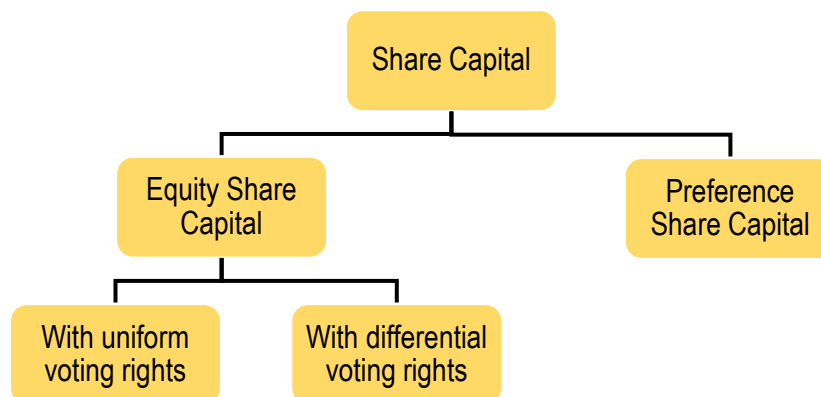 Share Capital
Equity Share
Capital
Preference
Share Capital
With uniform
voting rights
With differential
voting rights